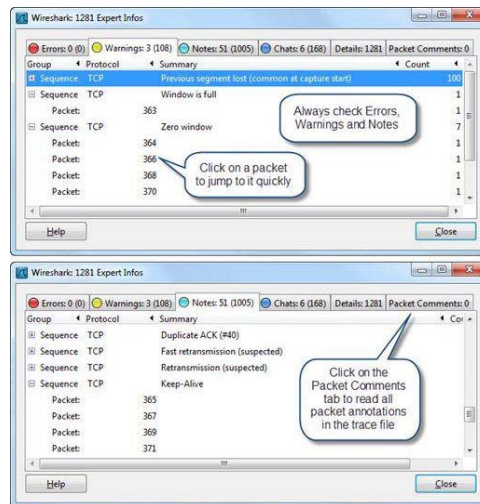 Wireshark: 1281 Expert Infos
Errors: 0 (0) Warnings: 3 (108) Notes: 51 (1005) Chats: 6 (168) Details: 1281 Packet Comments: 0
Group Protocol Summary Count
Sequence TCP Previous segment lost (common at capture start) 100
Sequence TCP Window is full 1
Packet: 363 1
Sequence TCP Zero window 7
Packet: 364 1
Packet: 366 1
Packet: 368 1
Packet: 370 1
Always check Errors,
Warnings and Notes
Click on a packet
to jump to it quickly
Help Close
Wireshark: 1281 Expert Infos
Errors: 0 (0) Warnings: 3 (108) Notes: 51 (1005) Chats: 6 (168) Details: 1281 Packet Comments: 0
Group Protocol Summary Cou
Sequence TCP Duplicate ACK (#40)
Sequence TCP Fast retransmission (suspected)
Sequence TCP Retransmission (suspected)
Sequence TCP Keep-Alive
Packet: 365
Packet: 367
Packet: 369
Packet: 371
Click on the
Packet Comments
tab to read all
packet annotations
in the trace file
Help Close